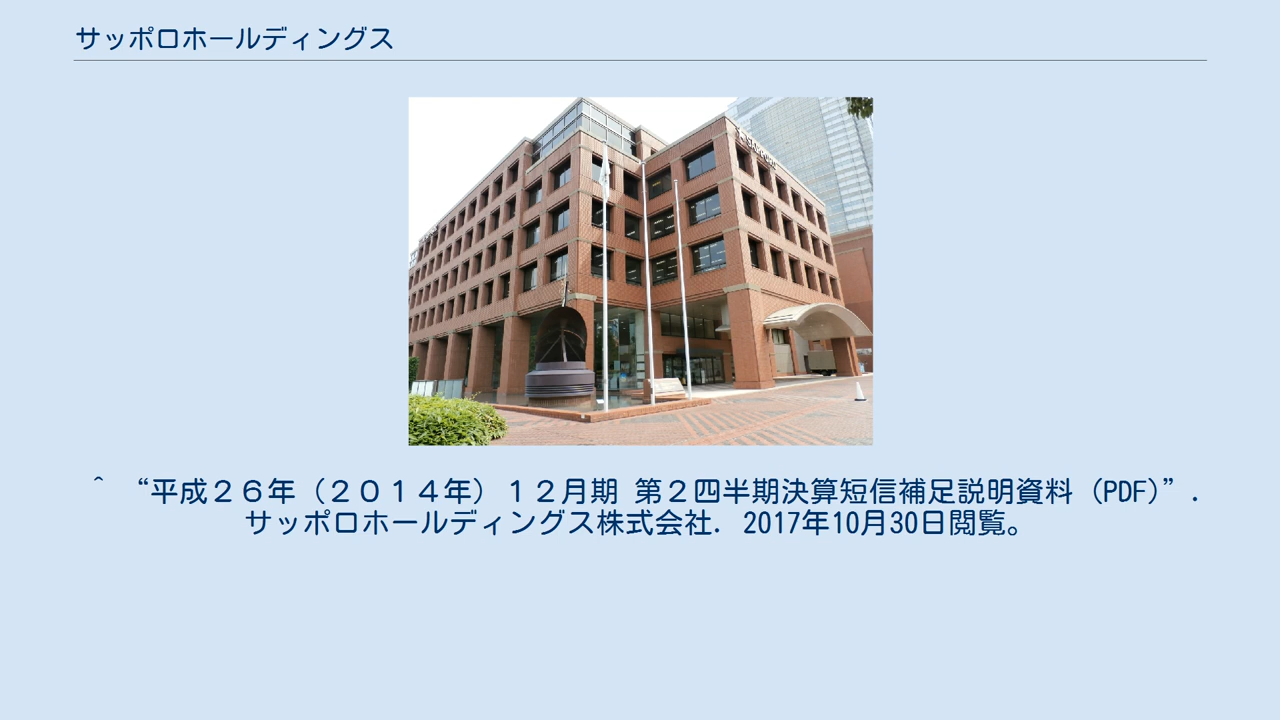 サッポロホールディングス
^ “平成２６年（２０１４年）１２月期 第２四半期決算短信補足説明資料 (PDF)”.
サッポロホールディングス株式会社. 2017年10月30日閲覧。